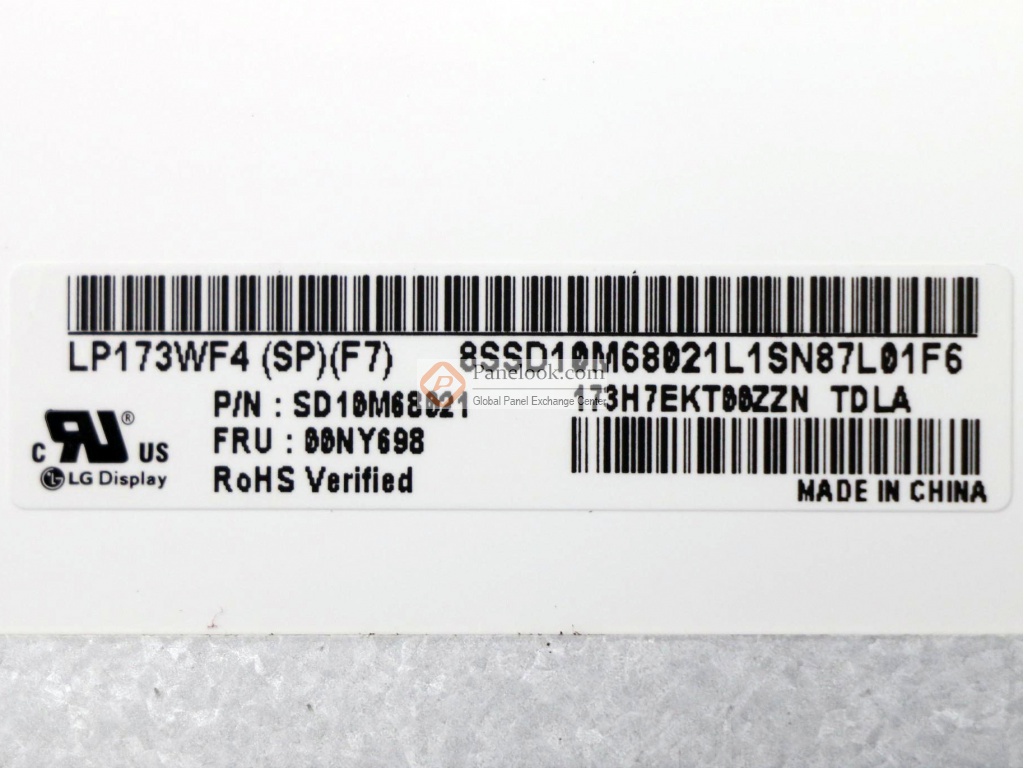 LP173WF4 (SP)(F7) 8SSD10M68021L1SN87L01F6
Panelook.com
Global Panel Exchange Center
P/N : SD10M68021 173H7EKT00ZZN TDLA
FRU : 00NY698
C RU ® US
LG Display
RoHS Verified
MADE IN CHINA